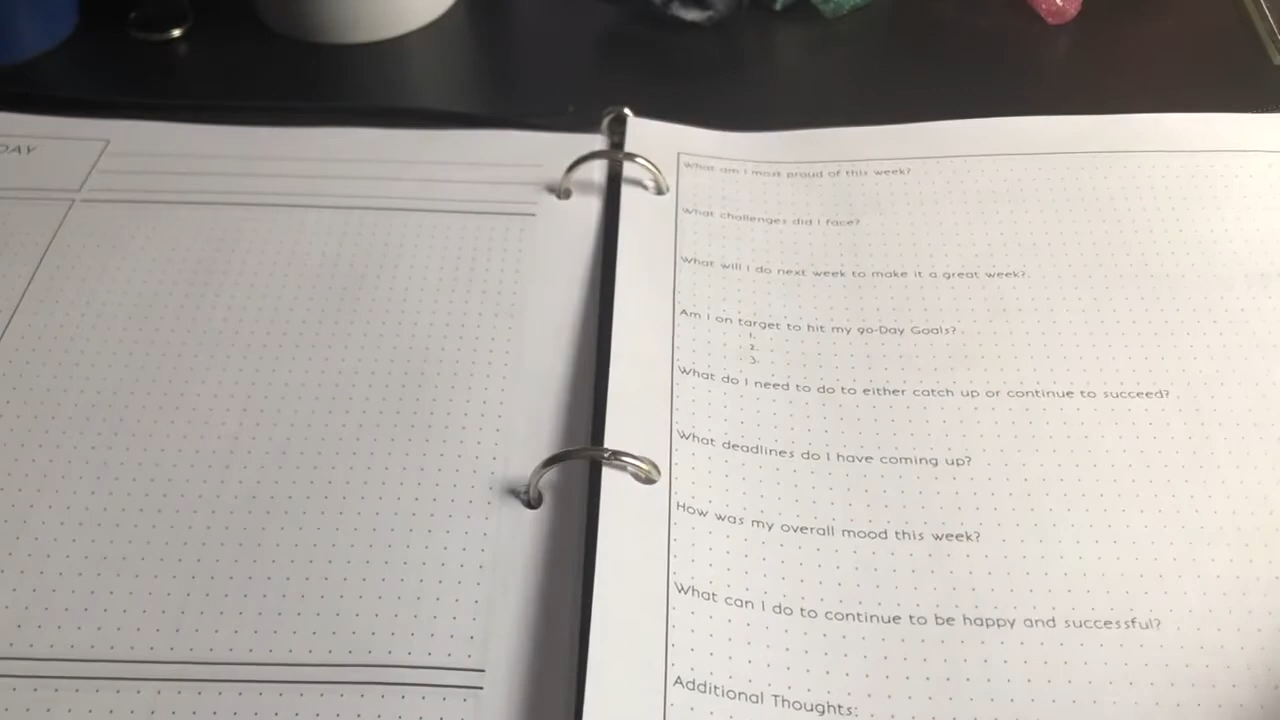 DAY
What am I most proud of this week?
What challenges did I face?
What will I do next week to make it a great week?
Am I on target to hit my 90-Day Goals?
1.
2.
3.
What do I need to do to either catch up or continue to succeed?
What deadlines do I have coming up?
How was my overall mood this week?
What can I do to continue to be happy and successful?
Additional Thoughts: